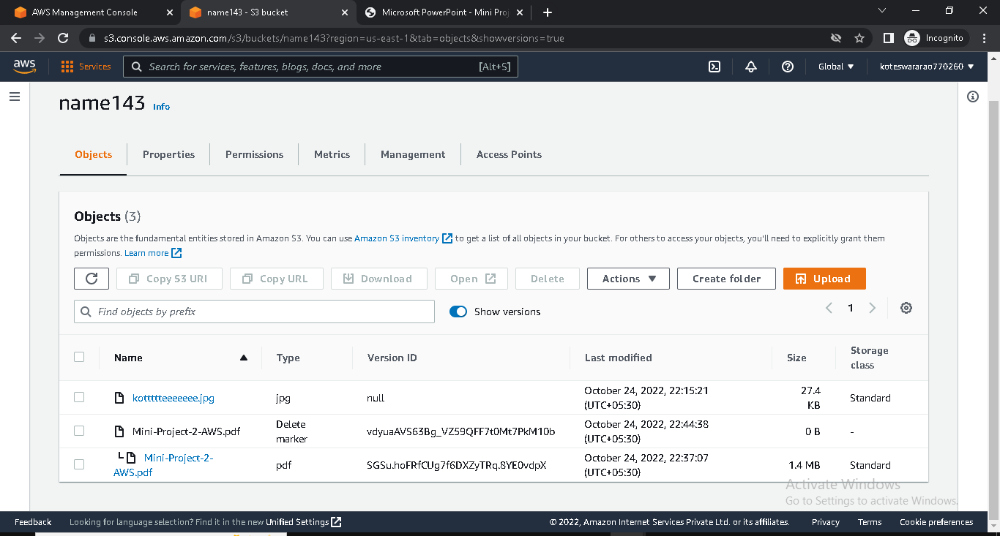 AWS Management Console
name143 - S3 bucket
Microsoft PowerPoint - Mini Proj
s3.console.aws.amazon.com/s3/buckets/name143?region=us-east-1&tab=objects&showversions=true
Incognito
aws
Services
Search for services, features, blogs, docs, and more
[Alt+S]
Global
koteswararao770260
name143 Info
Objects
Properties
Permissions
Metrics
Management
Access Points
Objects (3)
Objects are the fundamental entities stored in Amazon S3. You can use Amazon S3 inventory to get a list of all objects in your bucket. For others to access your objects, you'll need to explicitly grant them
permissions. Learn more
Copy S3 URI
Copy URL
Download
Open
Delete
Actions
Create folder
Upload
Find objects by prefix
Show versions
1
Name
Type
Version ID
Last modified
Size
Storage
class
kottttteeeeeee.jpg
jpg
null
October 24, 2022, 22:15:21
(UTC+05:30)
27.4
KB
Standard
Mini-Project-2-AWS.pdf
Delete
marker
vdyuaAVS63Bg_VZ59QFF7t0Mt7PkM10b
October 24, 2022, 22:44:38
(UTC+05:30)
0 B
-
Mini-Project-2-
AWS.pdf
pdf
SGSu.hoFRfCUg7f6DXZyTRq.8YE0vdpX
October 24, 2022, 22:37:07
(UTC+05:30)
1.4 MB
Standard
Activate Windows
Go to Settings to activate Windows.
Feedback
Looking for language selection? Find it in the new Unified Settings
© 2022, Amazon Internet Services Private Ltd. or its affiliates.
Privacy
Terms
Cookie preferences